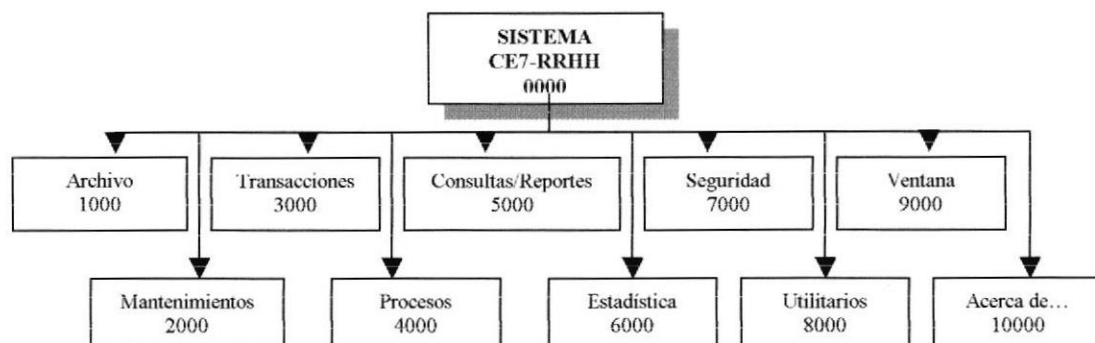 SISTEMA
CE7-RRHH
0000
Archivo
1000
Transacciones
3000
Consultas/Reportes
5000
Seguridad
7000
Ventana
9000
Mantenimientos
2000
Procesos
4000
Estadística
6000
Utilitarios
8000
Acerca de...
10000